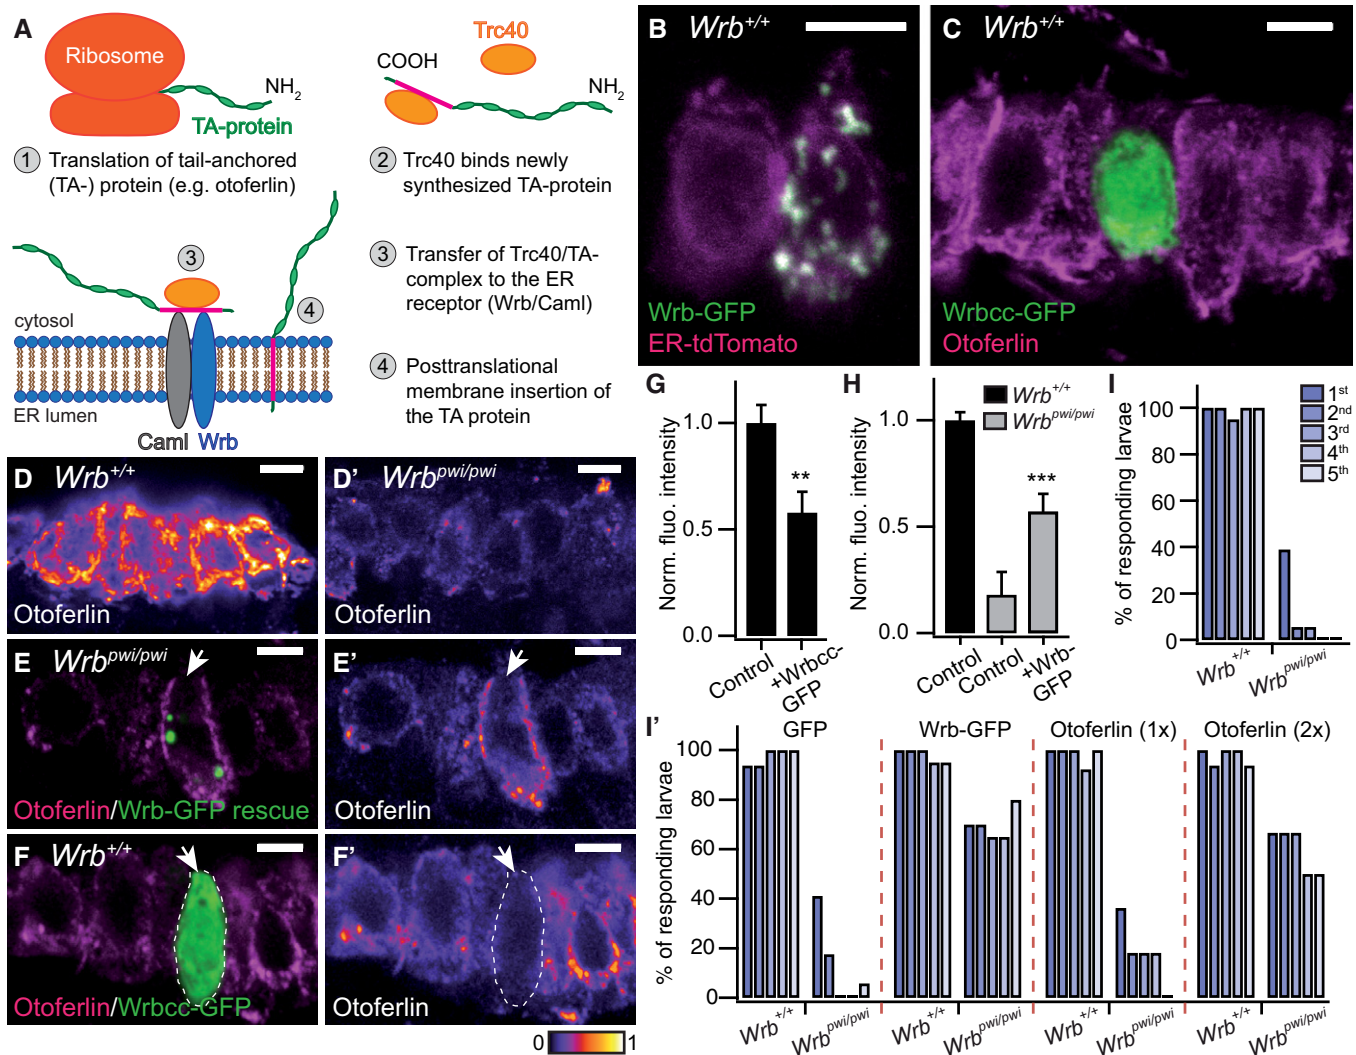 A
Ribosome
NH2
TA-protein
Trc40
COOH
NH2
1 Translation of tail-anchored
(TA-) protein (e.g. otoferlin)
2 Trc40 binds newly
synthesized TA-protein
3
4
cytosol
ER lumen
Caml Wrb
3 Transfer of Trc40/TA-
complex to the ER
receptor (Wrb/Caml)
4 Posttranslational
membrane insertion of
the TA protein
B Wrb+/+
Wrb-GFP
ER-tdTomato
C Wrb+/+
Wrbcc-GFP
Otoferlin
D Wrb+/+
Otoferlin
D' Wrbpwi/pwi
Otoferlin
E Wrbpwi/pwi
Otoferlin/Wrb-GFP rescue
E'
Otoferlin
F Wrb+/+
Otoferlin/Wrbcc-GFP
F'
Otoferlin
0 1
G
Norm. fluo. intensity
1.0
0.5
0.0
**
Control
+Wrbcc-
GFP
H
Norm. fluo. intensity
1.0
0.5
0.0
Wrb+/+
Wrbpwi/pwi
***
Control
Control
+Wrb-
GFP
I
% of responding larvae
100
80
60
40
20
0
1st
2nd
3rd
4th
5th
Wrb+/+
Wrbpwi/pwi
I'
% of responding larvae
100
80
60
40
20
0
GFP
Wrb-GFP
Otoferlin (1x)
Otoferlin (2x)
Wrb+/+
Wrbpwi/pwi
Wrb+/+
Wrbpwi/pwi
Wrb+/+
Wrbpwi/pwi
Wrb+/+
Wrbpwi/pwi